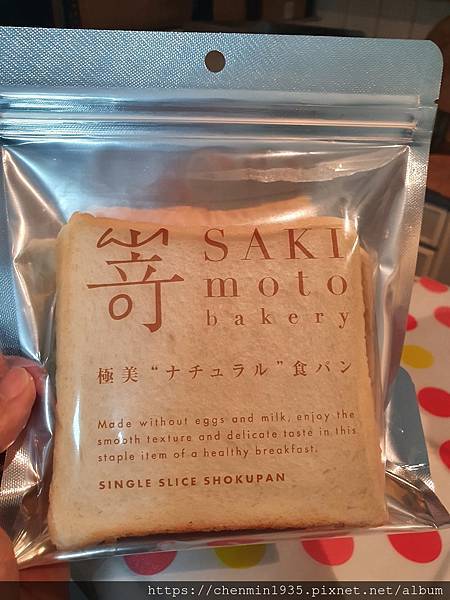 嵜
SAKI
moto
bakery
極美“ナチュラル”食パン
Made without eggs and milk, enjoy the
smooth texture and delicate taste in this
staple item of a healthy breakfast.
SINGLE SLICE SHOKUPAN
https://chenmin1935.pixnet.net/album